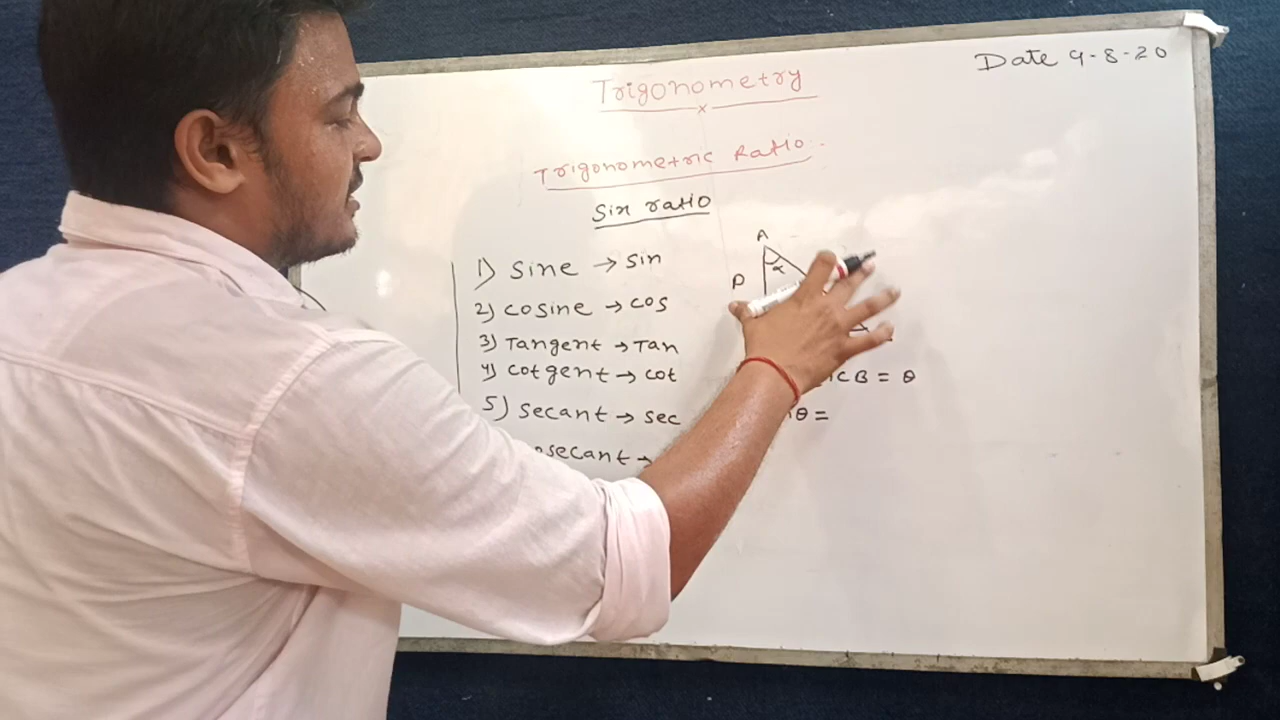 Date 9-8-20
Trigonometry
x
Trigonometric Ratio:-
Six ratio
1) Sine → sin
2) cosine → cos
3) Tangent → Tan
4) cotgent → cot
5) secant → sec
A
α
P
CB = θ
θ =